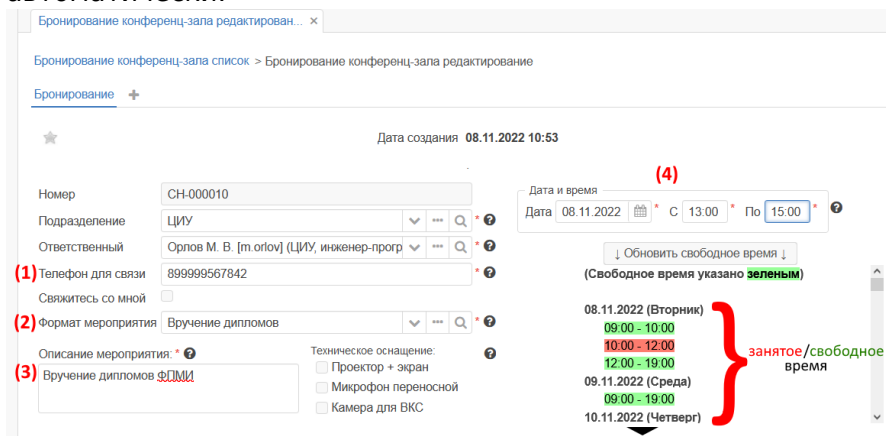 Бронирование конференц-зала редактирован... ×
Бронирование конференц-зала список > Бронирование конференц-зала редактирование
Бронирование +
Дата создания 08.11.2022 10:53
Номер CH-000010
Подразделение ЦИУ * ?
Ответственный Орлов М. В. [m.orlov] (ЦИУ, инженер-прогр * ?
(1) Телефон для связи 899999567842 * ?
Свяжитесь со мной
(2) Формат мероприятия Вручение дипломов * ?
Описание мероприятия: * ?
(3) Вручение дипломов ФПМИ
Техническое оснащение: ?
Проектор + экран
Микрофон переносной
Камера для ВКС
(4)
Дата и время
Дата 08.11.2022 * С 13:00 * По 15:00 * ?
↓ Обновить свободное время ↓
(Свободное время указано зеленым)
08.11.2022 (Вторник)
09:00 - 10:00
10:00 - 12:00
12:00 - 19:00
09.11.2022 (Среда)
09:00 - 19:00
10.11.2022 (Четверг)
занятое/свободное
время